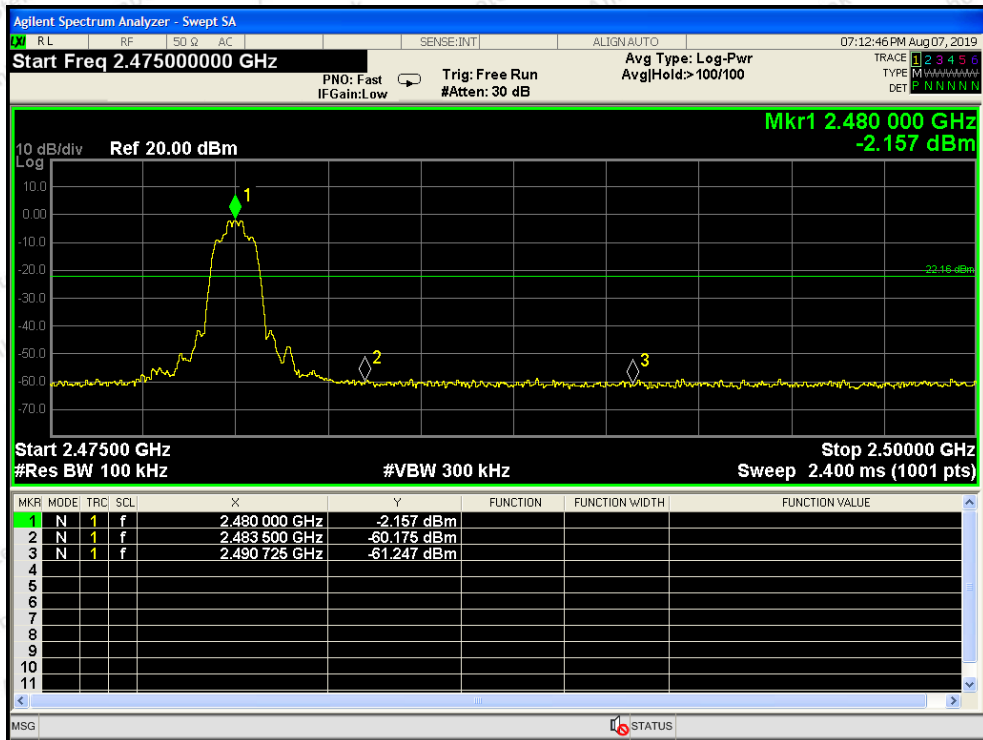 Agilent Spectrum Analyzer - Swept SA
LXI RL RF 50 Ω AC SENSE:INT ALIGNAUTO 07:12:46 PM Aug 07, 2019
Start Freq 2.475000000 GHz
PNO: Fast
IFGain:Low
Trig: Free Run
#Atten: 30 dB
Avg Type: Log-Pwr
Avg|Hold:>100/100
TRACE 1 2 3 4 5 6
TYPE M
DET P N N N N N
Mkr1 2.480 000 GHz
-2.157 dBm
10 dB/div Ref 20.00 dBm
Log
10.0
0.00
-10.0
-20.0
-30.0
-40.0
-50.0
-60.0
-70.0
1
2
3
-22.16 dBm
Start 2.47500 GHz Stop 2.50000 GHz
#Res BW 100 kHz #VBW 300 kHz Sweep 2.400 ms (1001 pts)
MKR MODE TRC SCL X Y FUNCTION FUNCTION WIDTH FUNCTION VALUE
1 N 1 f 2.480 000 GHz -2.157 dBm
2 N 1 f 2.483 500 GHz -60.175 dBm
3 N 1 f 2.490 725 GHz -61.247 dBm
4
5
6
7
8
9
10
11
MSG STATUS